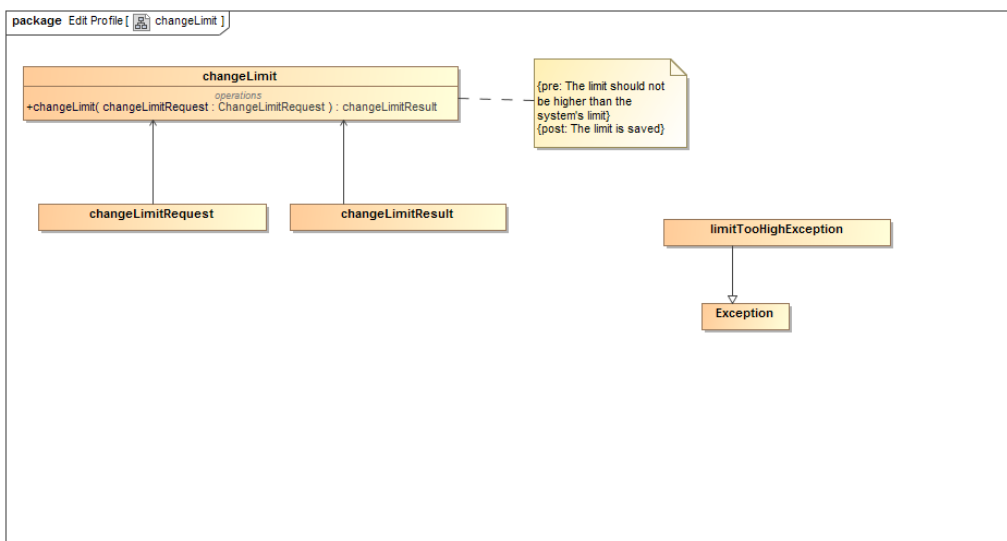 package Edit Profile [ changeLimit ]
changeLimit
operations
+changeLimit( changeLimitRequest : ChangeLimitRequest ) : changeLimitResult
{pre: The limit should not
be higher than the
system's limit}
{post: The limit is saved}
changeLimitRequest
changeLimitResult
limitTooHighException
Exception